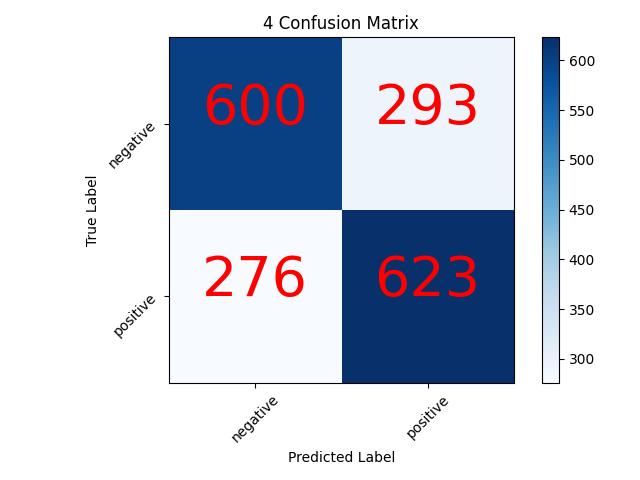 4 Confusion Matrix
600 293
276 623
True Label
negative
positive
negative
positive
Predicted Label
600
550
500
450
400
350
300